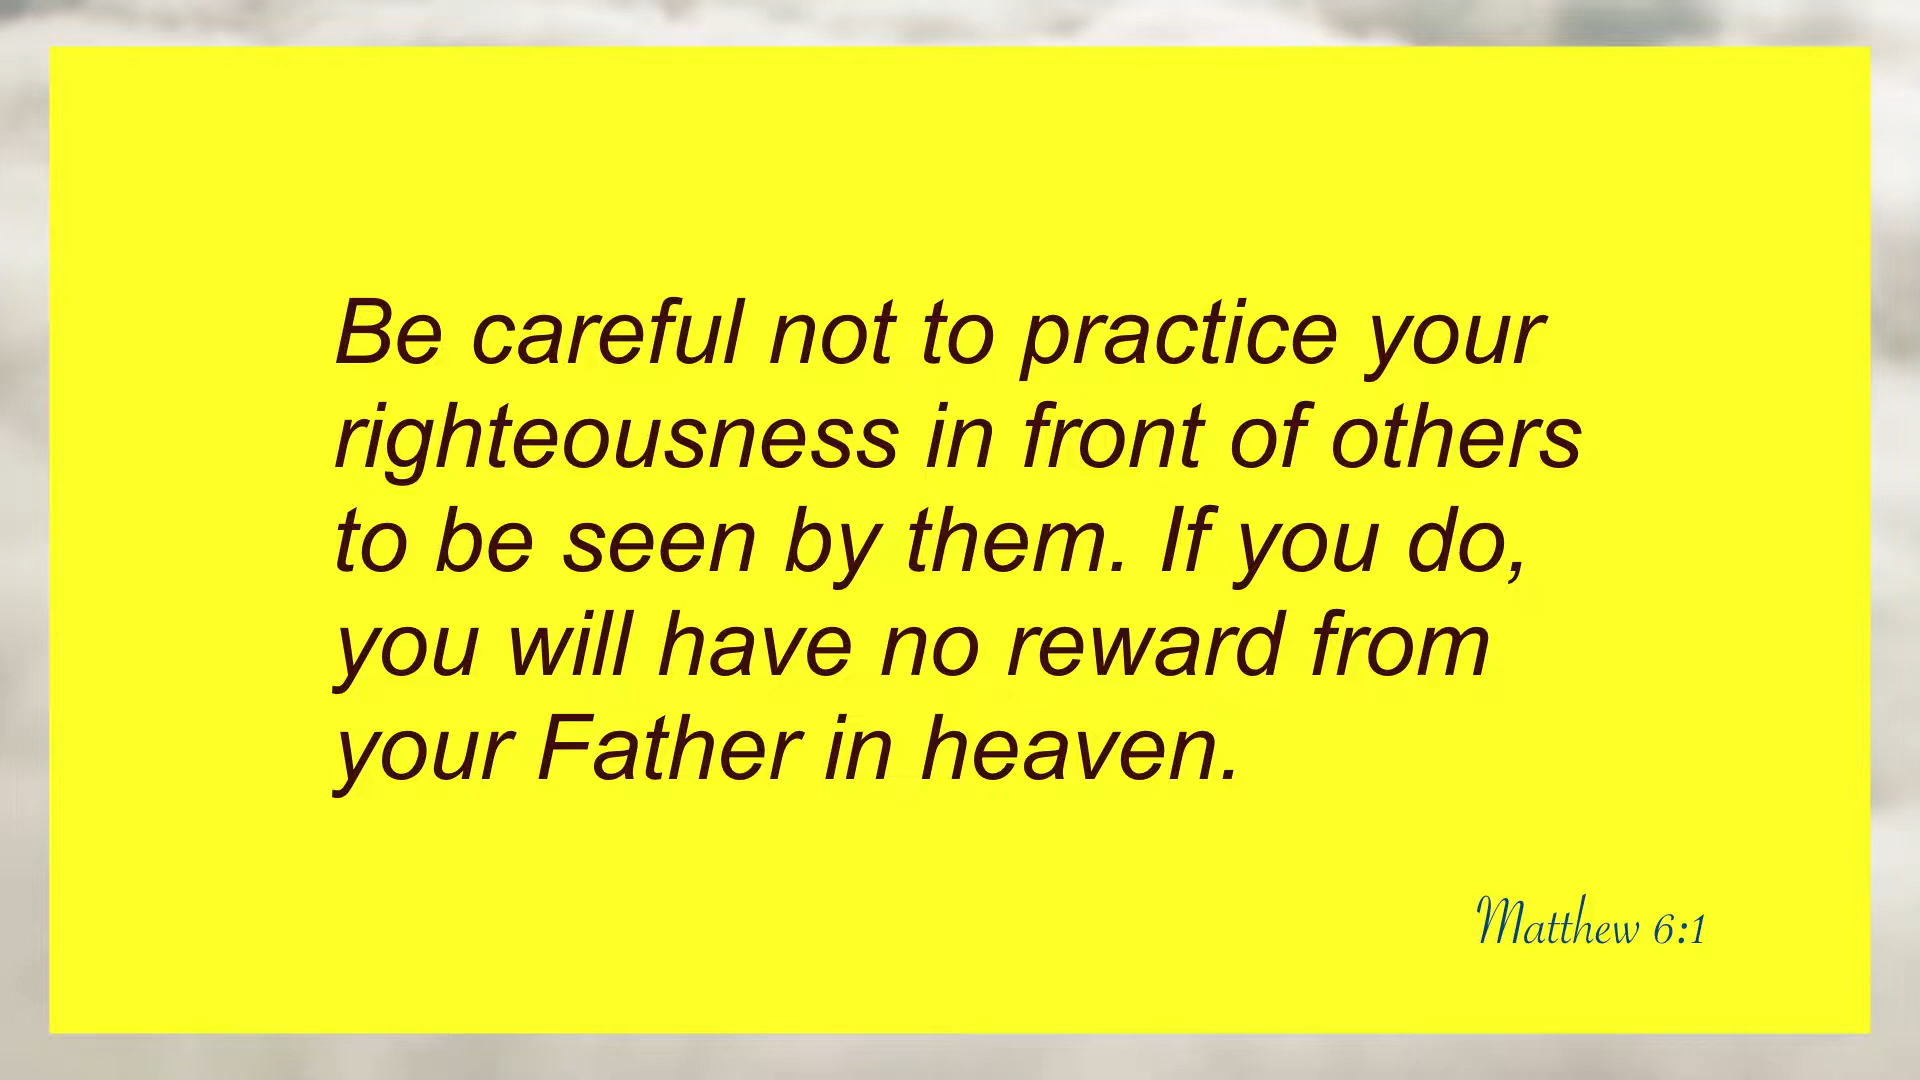 Be careful not to practice your
righteousness in front of others
to be seen by them. If you do,
you will have no reward from
your Father in heaven.
Matthew 6:1